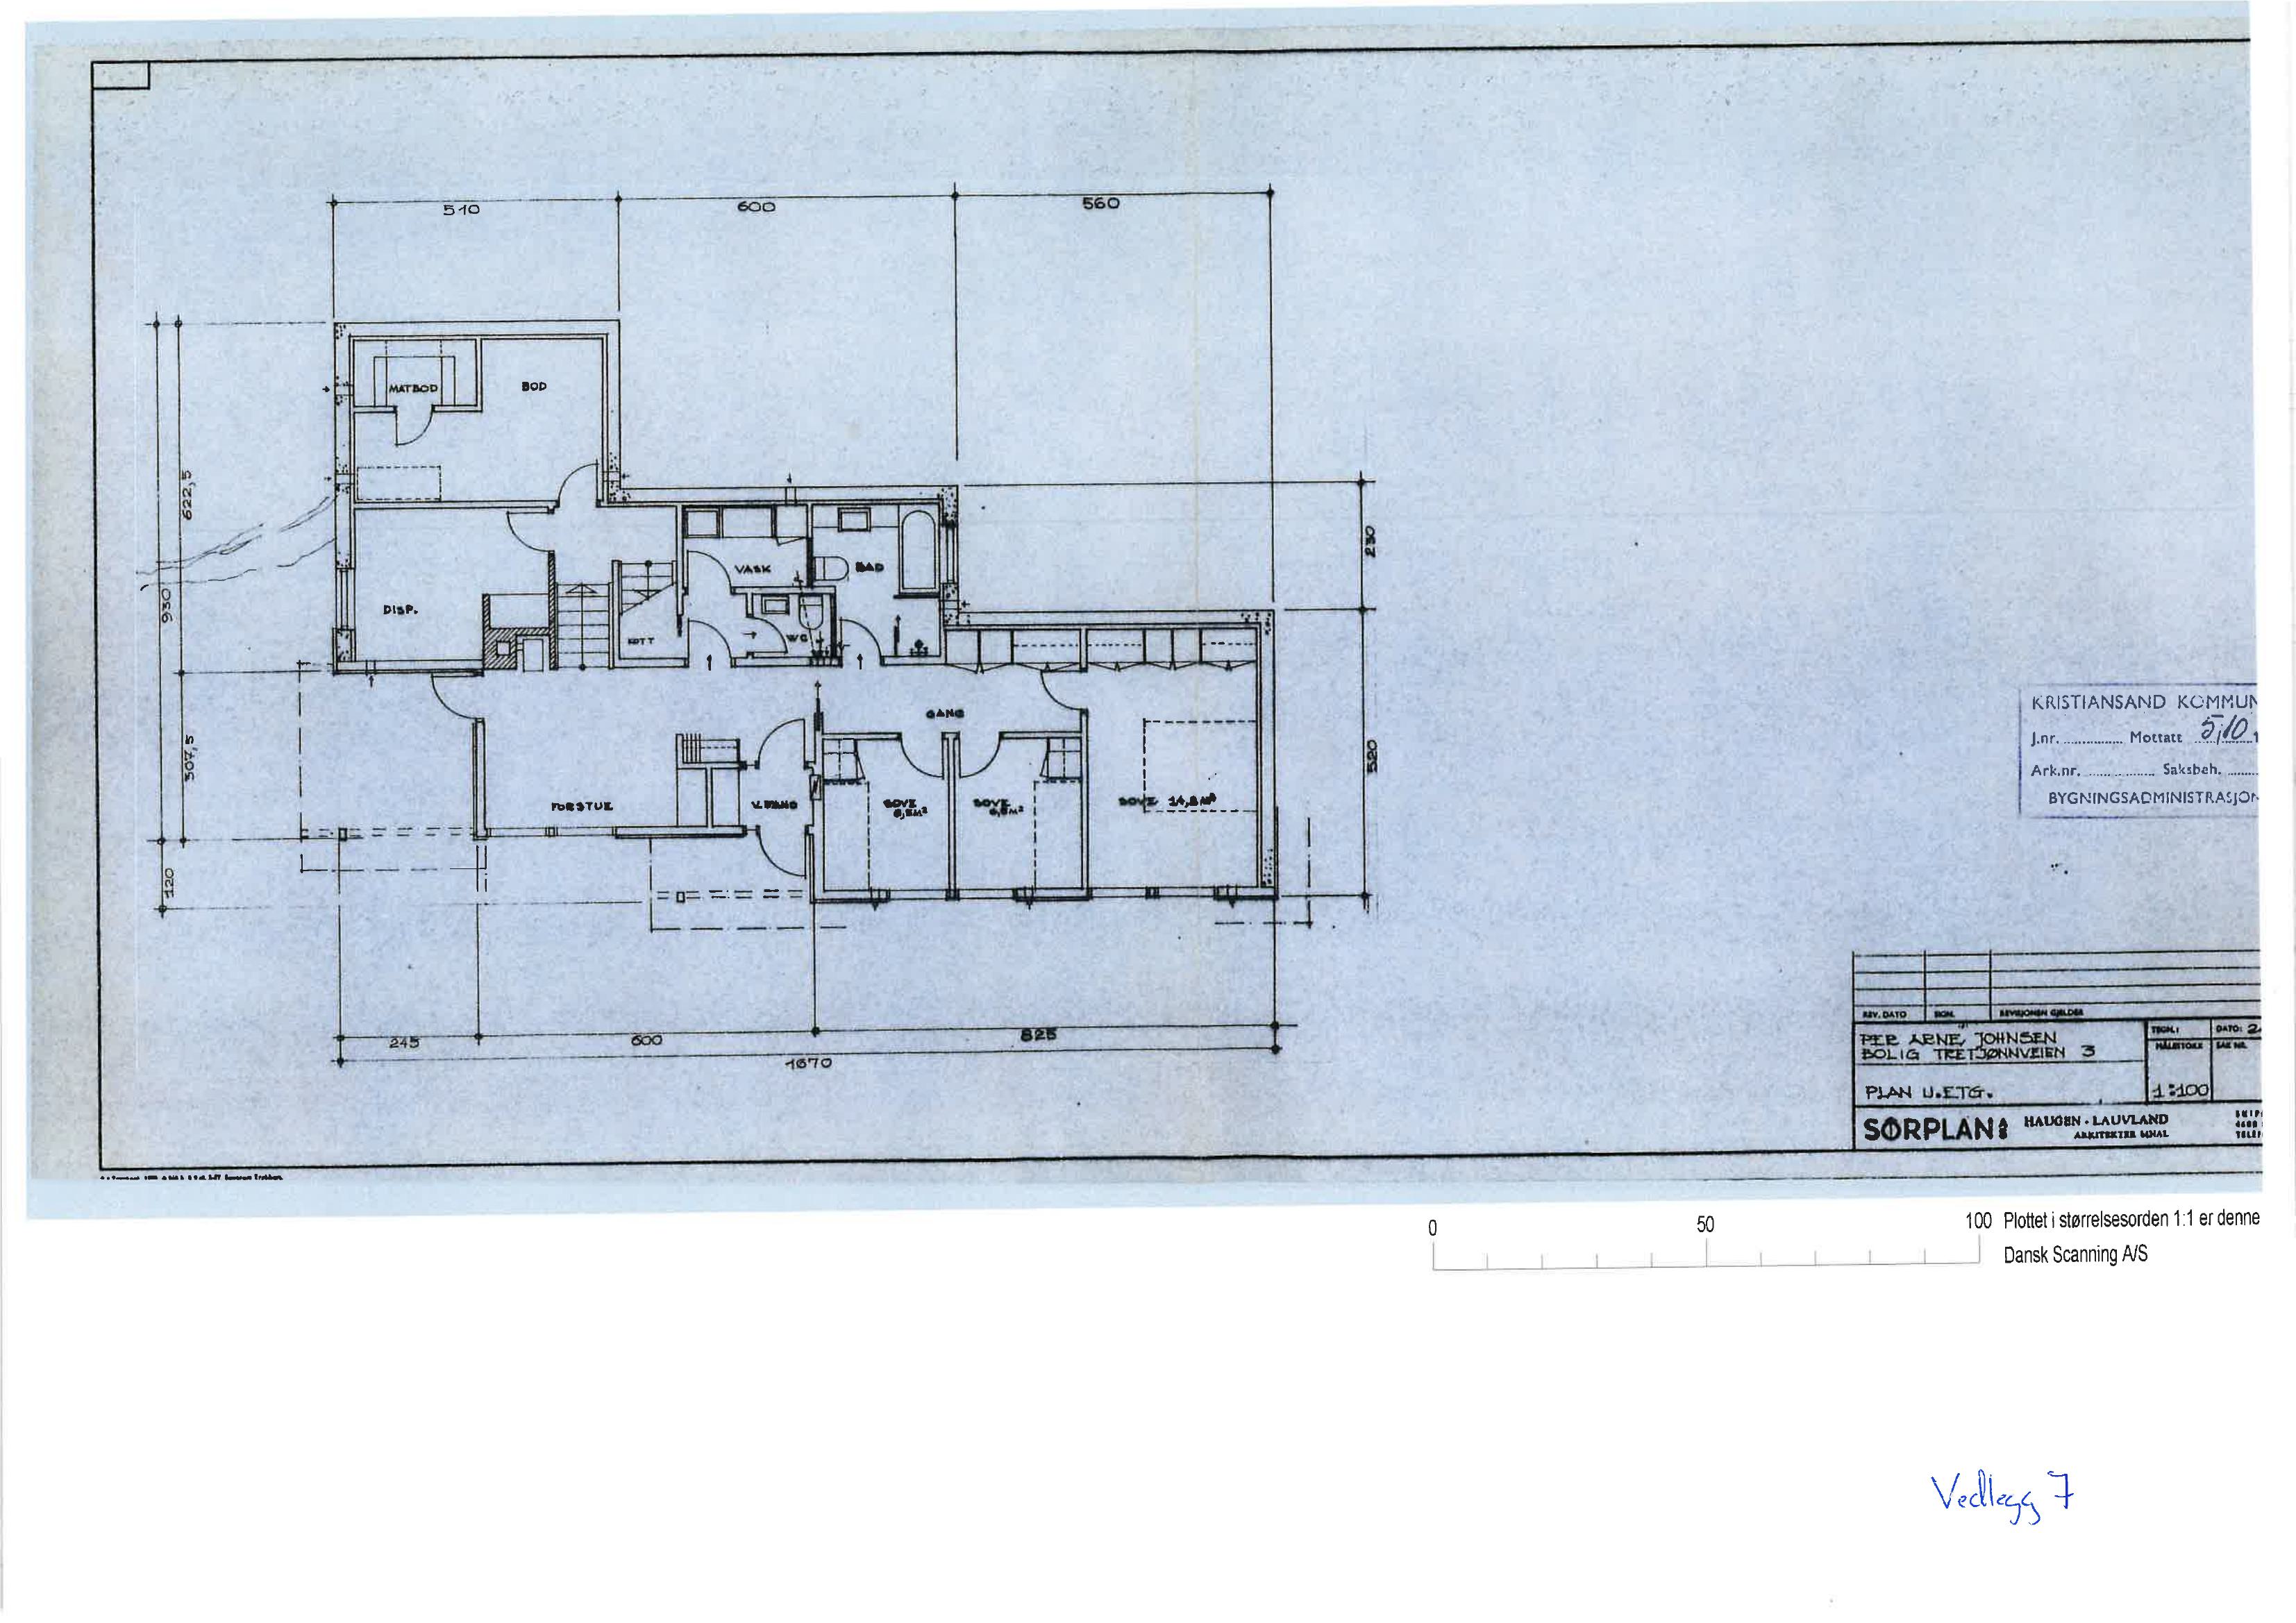 510
600
560
MATBOD
BOD
622,5
930
DISP.
KOTT
VASK
WC
BAD
230
520
GANG
307,5
120
FORSTUE
V.FANG
SOVE
SOVE
SOVE 14,8 M²
245
600
825
1670
KRISTIANSAND KOMMUN
J.nr. Mottatt 5/10 1
Ark.nr. Saksbeh.
BYGNINGSADMINISTRASJON
REV. DATO SIGN. REVISJONEN GJELDER
PER ARNE JOHNSEN
BOLIG TRETJØNNVEIEN 3
TEGN.: DATO: 2
MÅLESTOKK SAK NR.
PLAN U.ETG.
1:100
SØRPLAN AS HAUGEN - LAUVLAND
ARKITEKTER MNAL
0 50 100 Plottet i størrelsesorden 1:1 er denne
Dansk Scanning A/S
Vedlegg 7